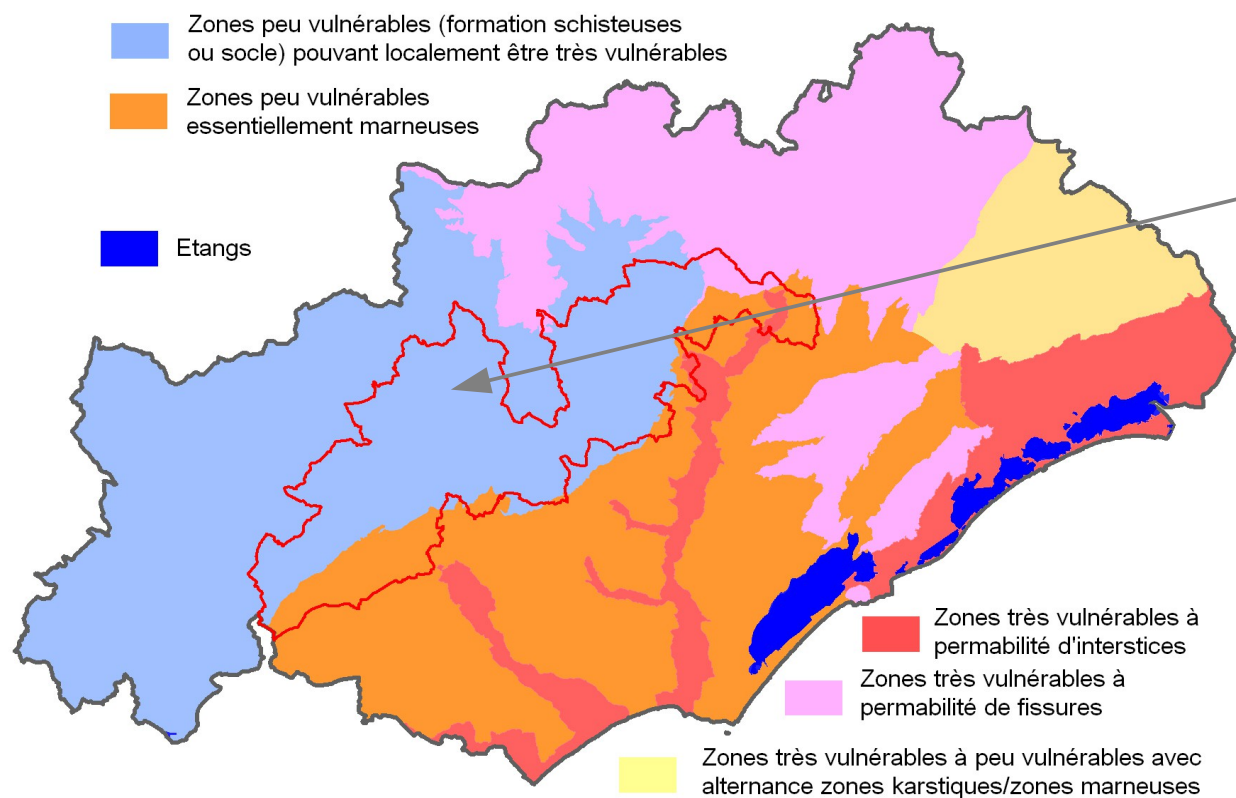 Zones peu vulnérables (formation schisteuses
ou socle) pouvant localement être très vulnérables
Zones peu vulnérables
essentiellement marneuses
Etangs
Zones très vulnérables à
permabilité d'interstices
Zones très vulnérables à
permabilité de fissures
Zones très vulnérables à peu vulnérables avec
alternance zones karstiques/zones marneuses